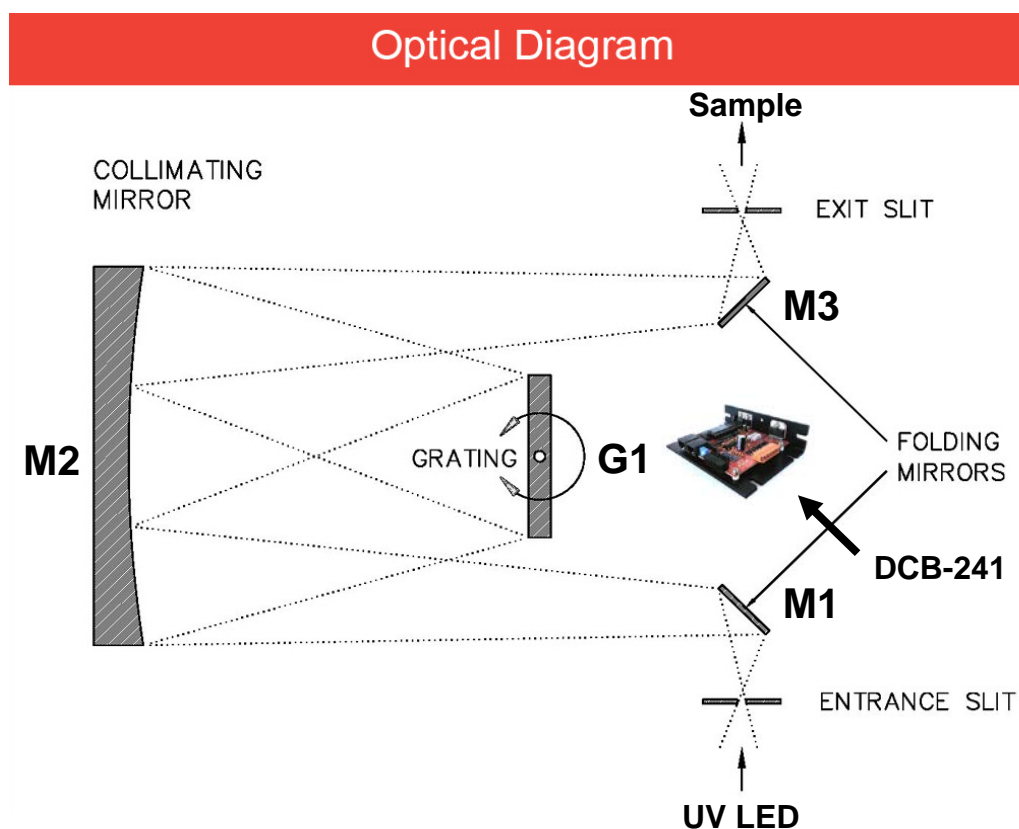 Optical Diagram
Sample
COLLIMATING
MIRROR
EXIT SLIT
M3
M2
GRATING
G1
FOLDING
MIRRORS
DCB-241
M1
ENTRANCE SLIT
UV LED